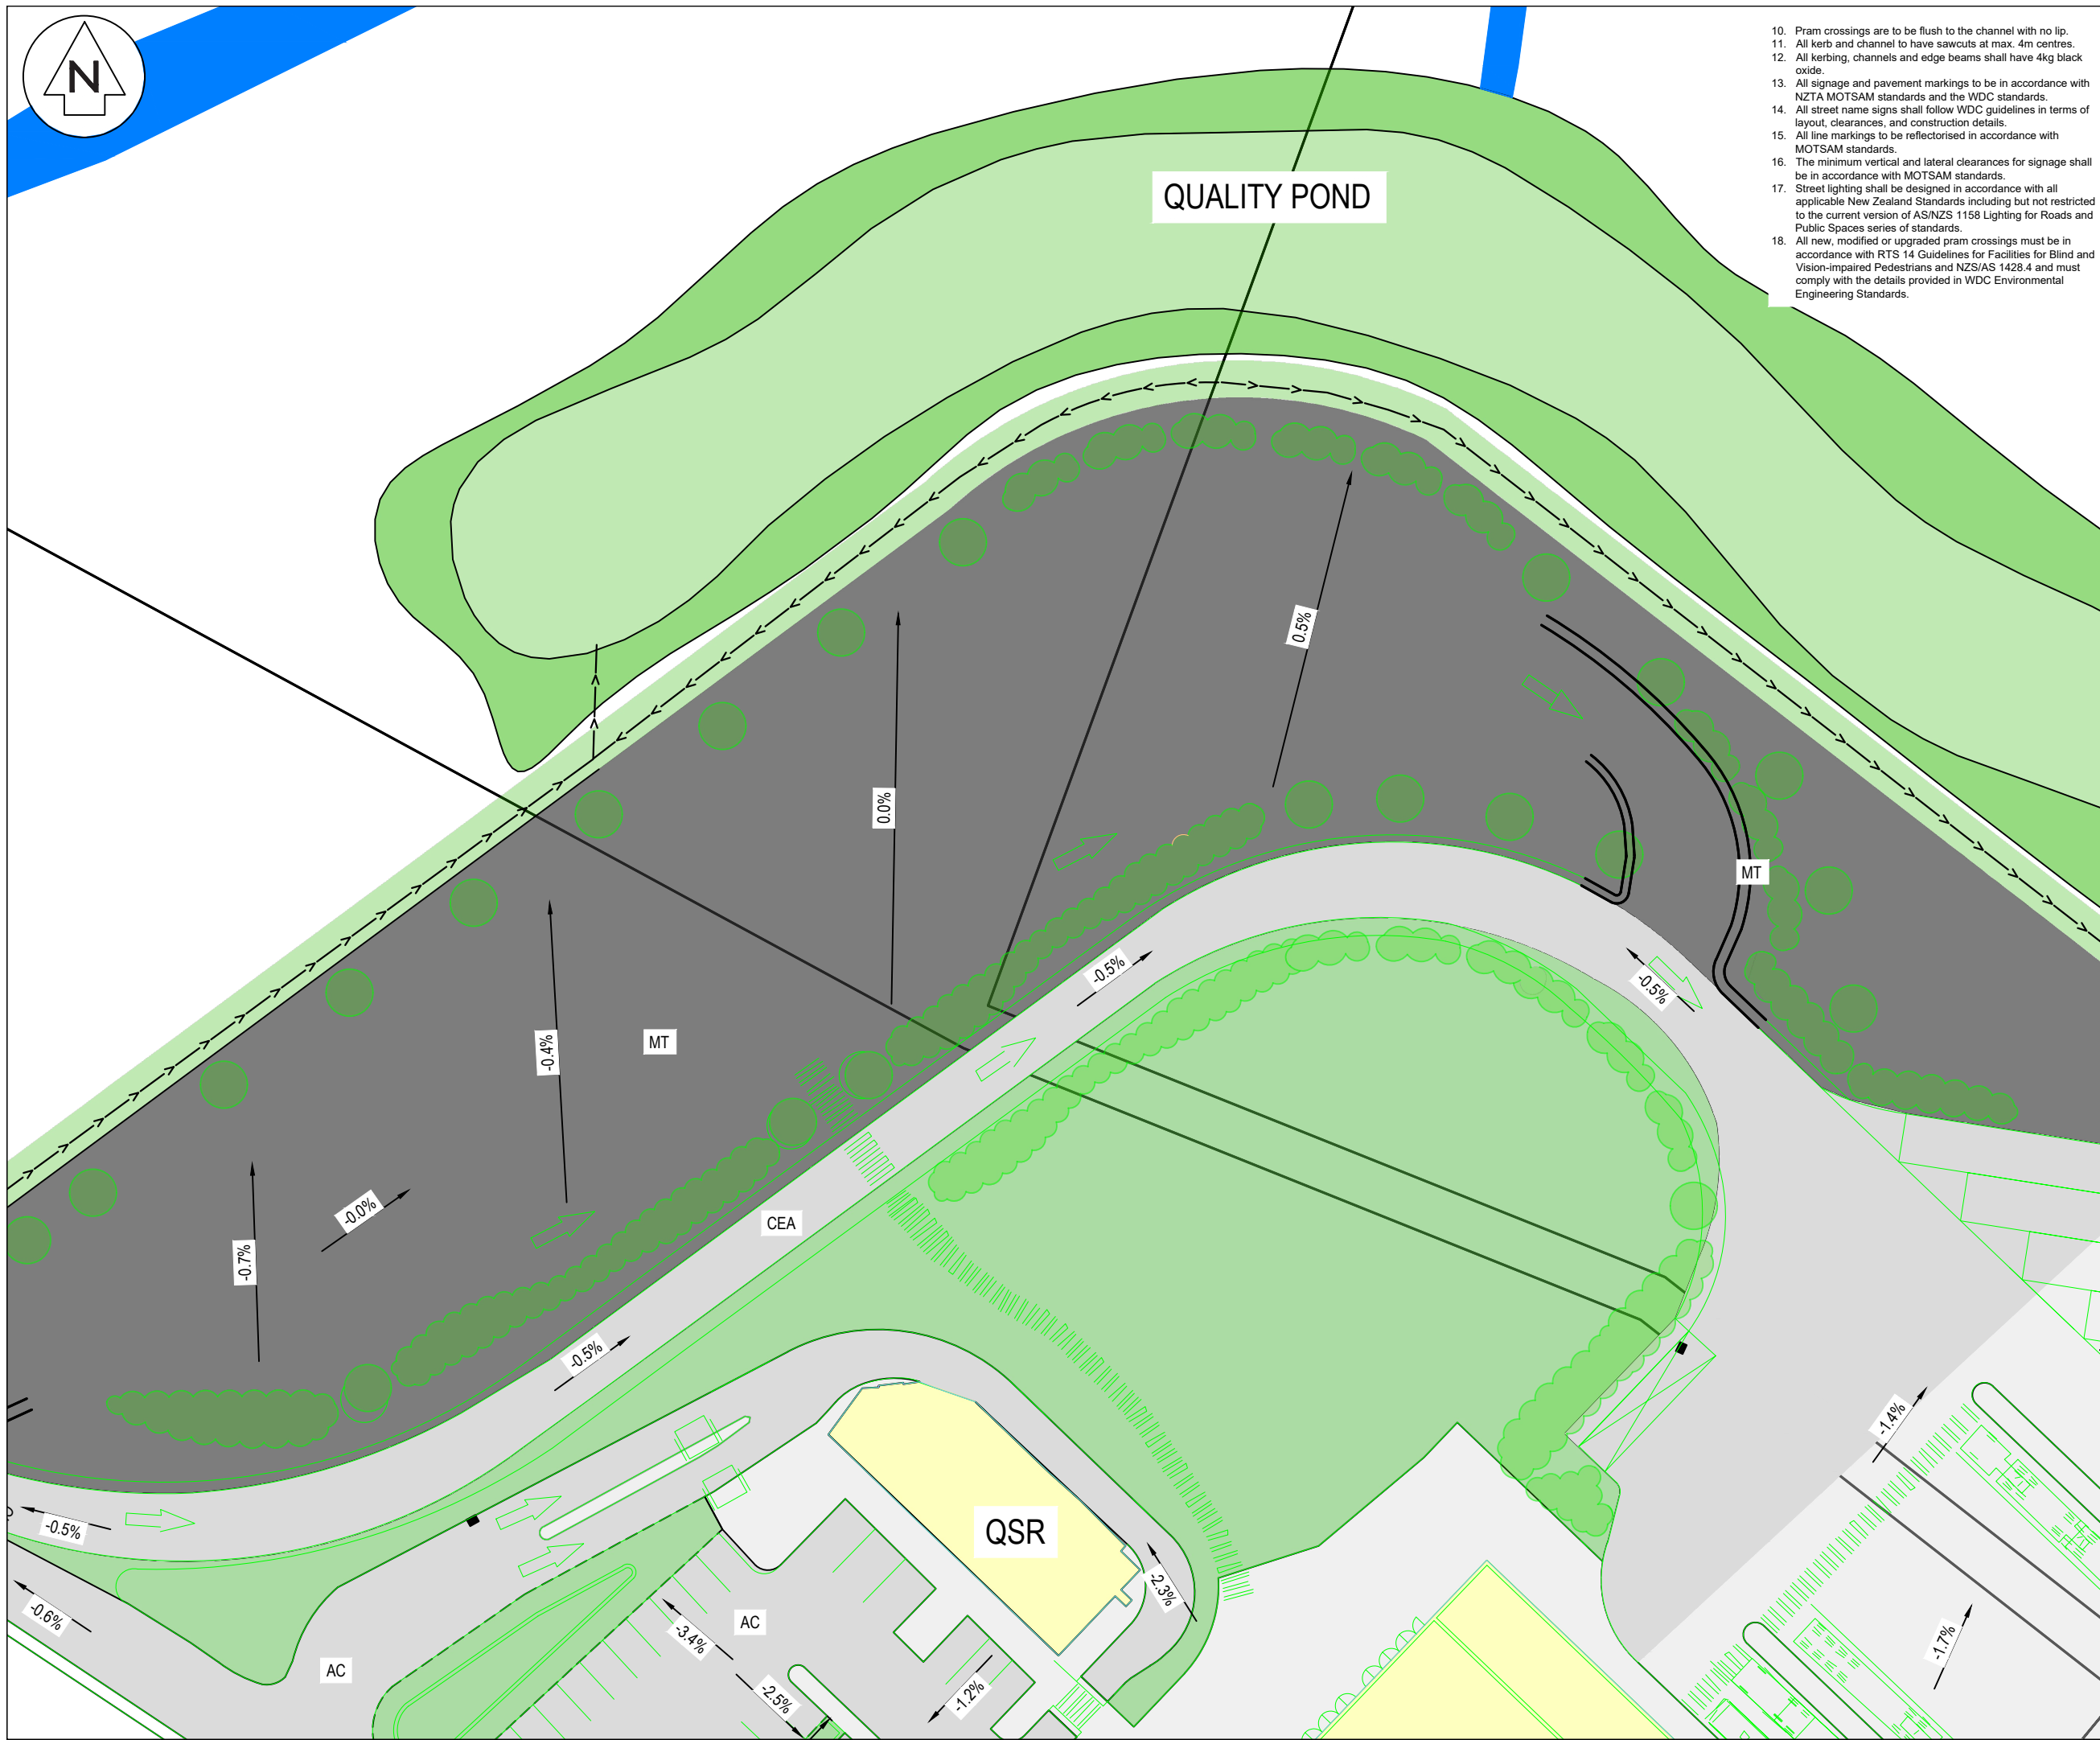 N
10. Pram crossings are to be flush to the channel with no lip.
11. All kerb and channel to have sawcuts at max. 4m centres.
12. All kerbing, channels and edge beams shall have 4kg black
oxide.
13. All signage and pavement markings to be in accordance with
NZTA MOTSAM standards and the WDC standards.
14. All street name signs shall follow WDC guidelines in terms of
layout, clearances, and construction details.
15. All line markings to be reflectorised in accordance with
MOTSAM standards.
16. The minimum vertical and lateral clearances for signage shall
be in accordance with MOTSAM standards.
17. Street lighting shall be designed in accordance with all
applicable New Zealand Standards including but not restricted
to the current version of AS/NZS 1158 Lighting for Roads and
Public Spaces series of standards.
18. All new, modified or upgraded pram crossings must be in
accordance with RTS 14 Guidelines for Facilities for Blind and
Vision-impaired Pedestrians and NZS/AS 1428.4 and must
comply with the details provided in WDC Environmental
Engineering Standards.
QUALITY POND
0.5%
0.0%
MT
-0.5%
-0.5%
-0.4%
MT
-0.0%
CEA
-0.7%
-0.5%
-1.4%
-0.5%
QSR
-2.3%
-0.6%
-3.4%
AC
-1.7%
AC
-2.5%
-1.2%